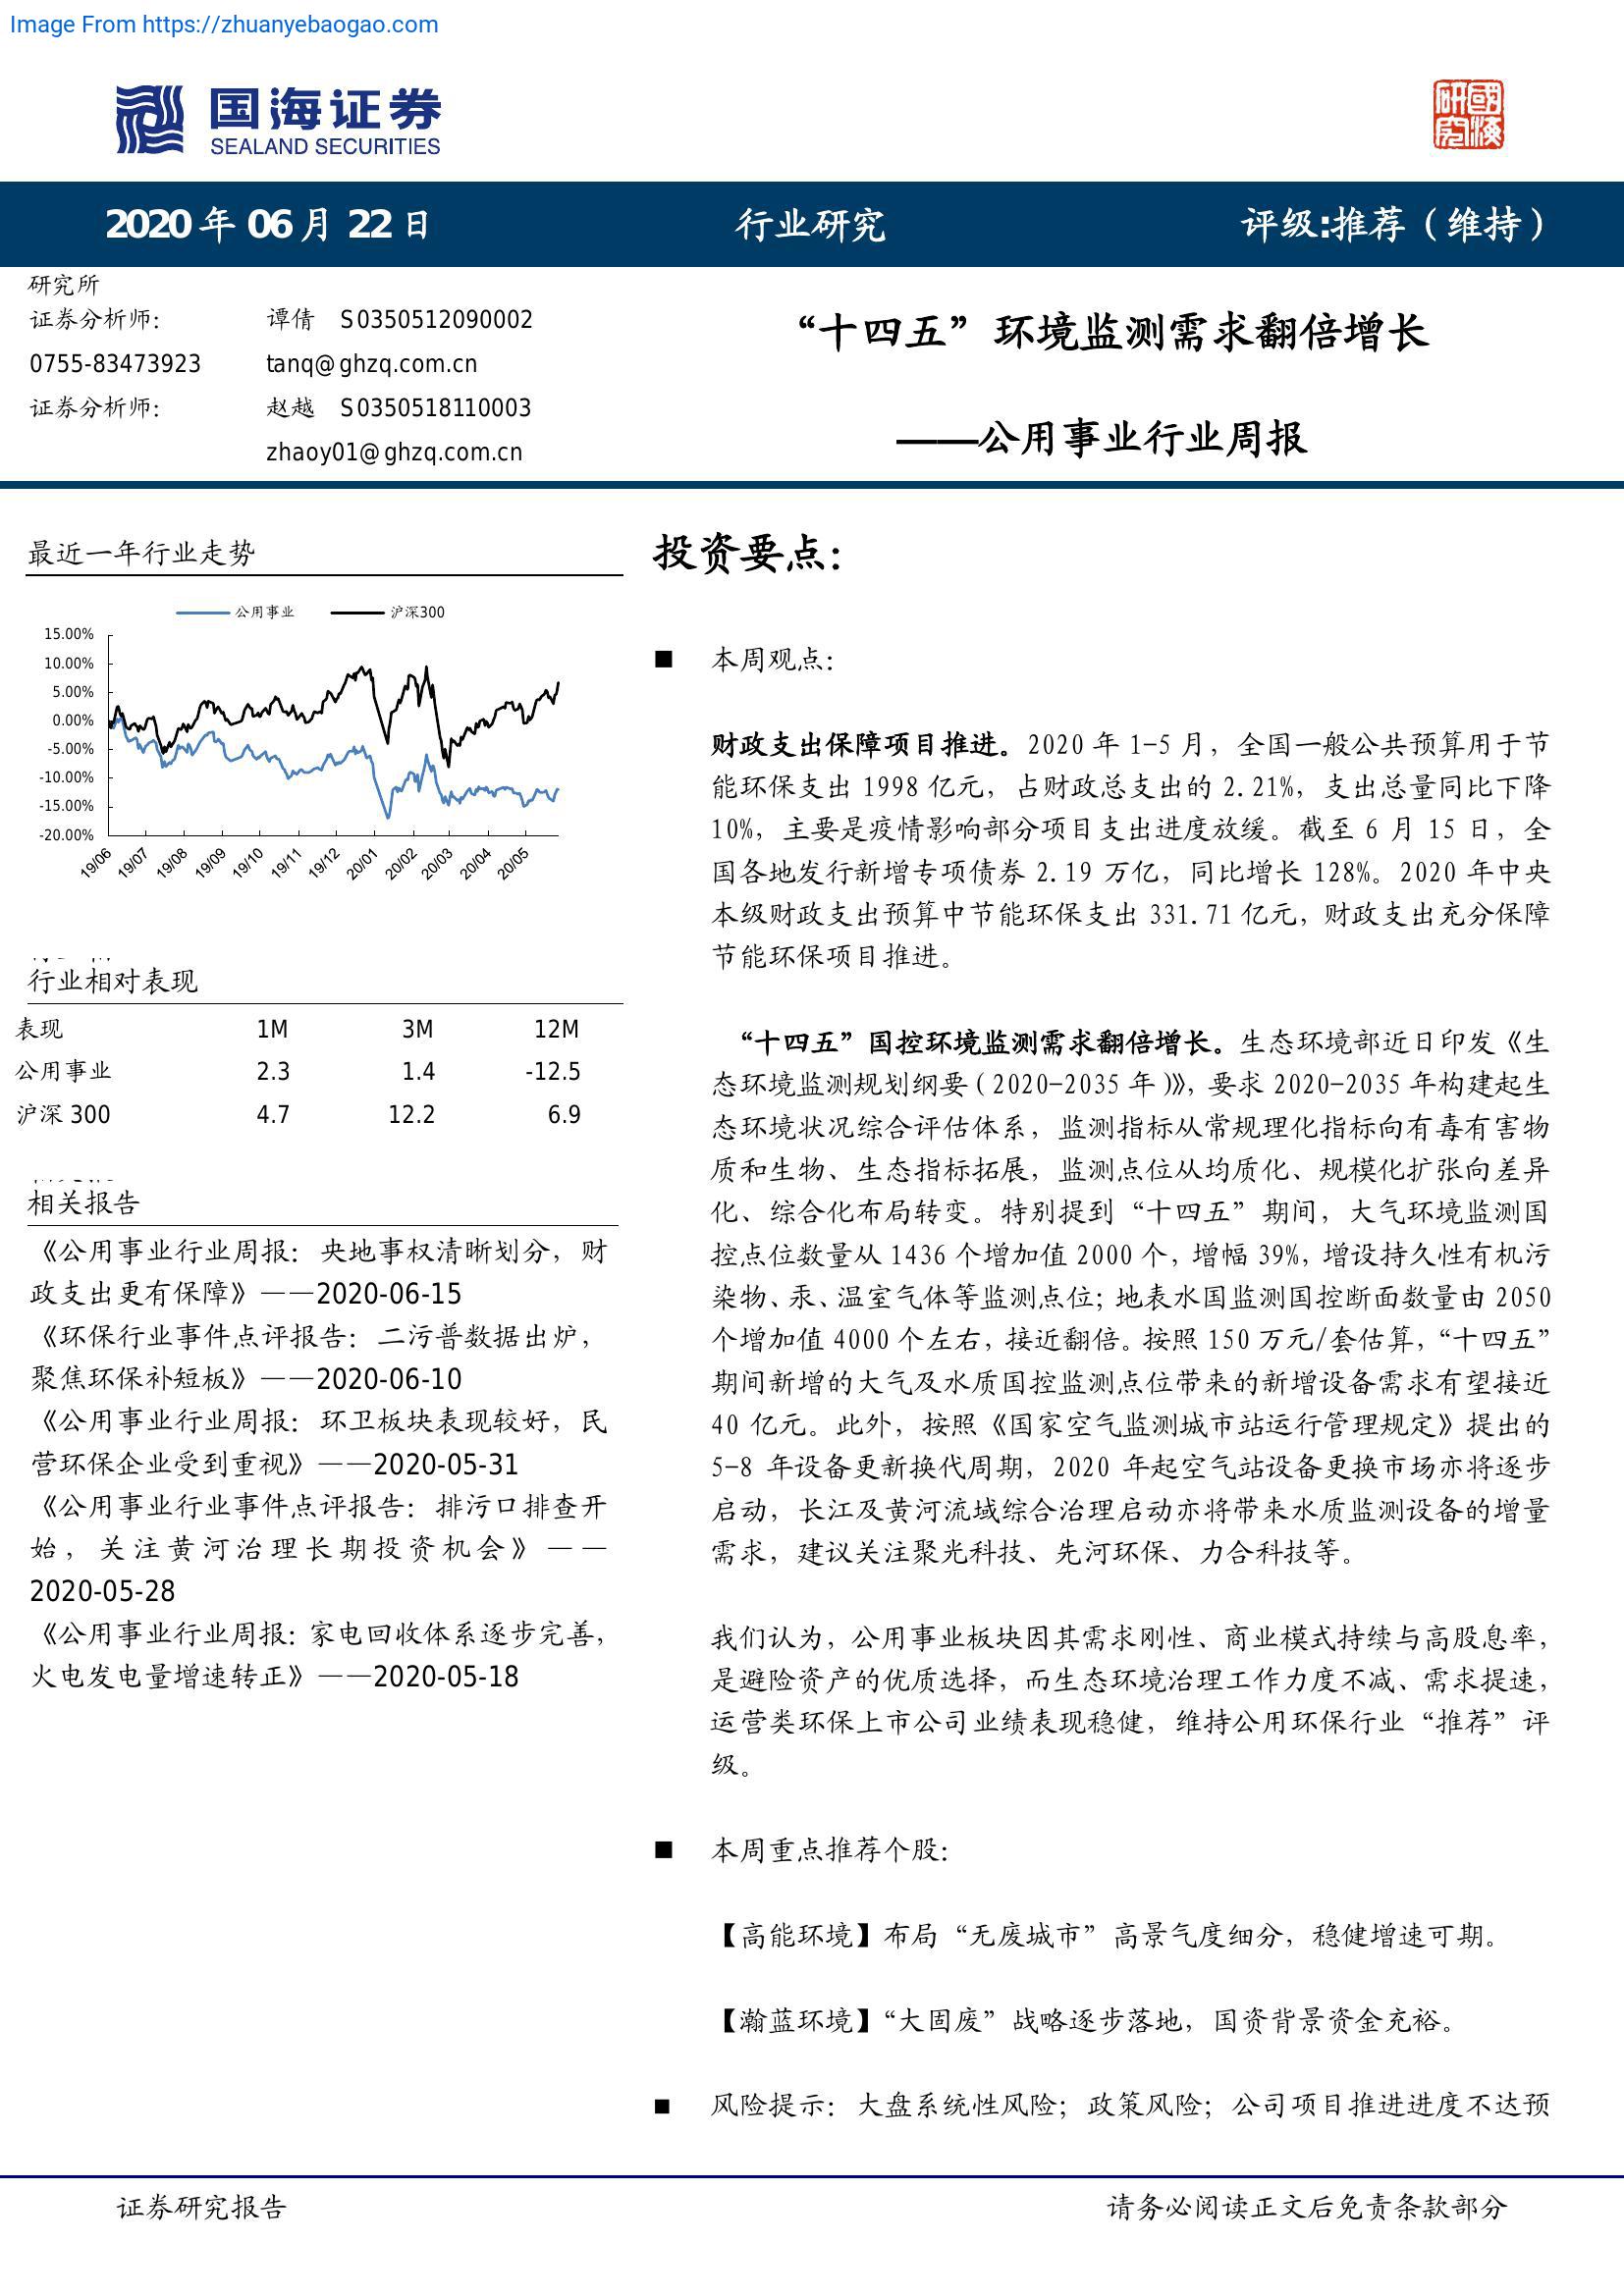 Image From https://zhuanyebaogao.com
国海证券
SEALAND SECURITIES
研國
究海
2020 年 06 月 22 日 行业研究 评级:推荐（维持）
研究所
证券分析师： 谭倩 S0350512090002
0755-83473923 tanq@ghzq.com.cn
证券分析师： 赵越 S0350518110003
zhaoy01@ghzq.com.cn
“十四五”环境监测需求翻倍增长
——公用事业行业周报
最近一年行业走势
公用事业 沪深300
15.00%
10.00%
5.00%
0.00%
-5.00%
-10.00%
-15.00%
-20.00%
19/06 19/07 19/08 19/09 19/10 19/11 19/12 20/01 20/02 20/03 20/04 20/05
行业相对表现
表现 1M 3M 12M
公用事业 2.3 1.4 -12.5
沪深 300 4.7 12.2 6.9
相关报告
《公用事业行业周报：央地事权清晰划分，财
政支出更有保障》——2020-06-15
《环保行业事件点评报告：二污普数据出炉，
聚焦环保补短板》——2020-06-10
《公用事业行业周报：环卫板块表现较好，民
营环保企业受到重视》——2020-05-31
《公用事业行业事件点评报告：排污口排查开
始，关注黄河治理长期投资机会》——
2020-05-28
《公用事业行业周报：家电回收体系逐步完善，
火电发电量增速转正》——2020-05-18
投资要点：
■ 本周观点：
财政支出保障项目推进。2020 年 1-5 月，全国一般公共预算用于节
能环保支出 1998 亿元，占财政总支出的 2.21%，支出总量同比下降
10%，主要是疫情影响部分项目支出进度放缓。截至 6 月 15 日，全
国各地发行新增专项债券 2.19 万亿，同比增长 128%。2020 年中央
本级财政支出预算中节能环保支出 331.71 亿元，财政支出充分保障
节能环保项目推进。
“十四五”国控环境监测需求翻倍增长。生态环境部近日印发《生
态环境监测规划纲要（2020-2035 年）》，要求 2020-2035 年构建起生
态环境状况综合评估体系，监测指标从常规理化指标向有毒有害物
质和生物、生态指标拓展，监测点位从均质化、规模化扩张向差异
化、综合化布局转变。特别提到“十四五”期间，大气环境监测国
控点位数量从 1436 个增加值 2000 个，增幅 39%，增设持久性有机污
染物、汞、温室气体等监测点位；地表水国监测国控断面数量由 2050
个增加值 4000 个左右，接近翻倍。按照 150 万元/套估算，“十四五”
期间新增的大气及水质国控监测点位带来的新增设备需求有望接近
40 亿元。此外，按照《国家空气监测城市站运行管理规定》提出的
5-8 年设备更新换代周期，2020 年起空气站设备更换市场亦将逐步
启动，长江及黄河流域综合治理启动亦将带来水质监测设备的增量
需求，建议关注聚光科技、先河环保、力合科技等。
我们认为，公用事业板块因其需求刚性、商业模式持续与高股息率，
是避险资产的优质选择，而生态环境治理工作力度不减、需求提速，
运营类环保上市公司业绩表现稳健，维持公用环保行业“推荐”评
级。
■ 本周重点推荐个股：
【高能环境】布局“无废城市”高景气度细分，稳健增速可期。
【瀚蓝环境】“大固废”战略逐步落地，国资背景资金充裕。
■ 风险提示：大盘系统性风险；政策风险；公司项目推进进度不达预
证券研究报告 请务必阅读正文后免责条款部分